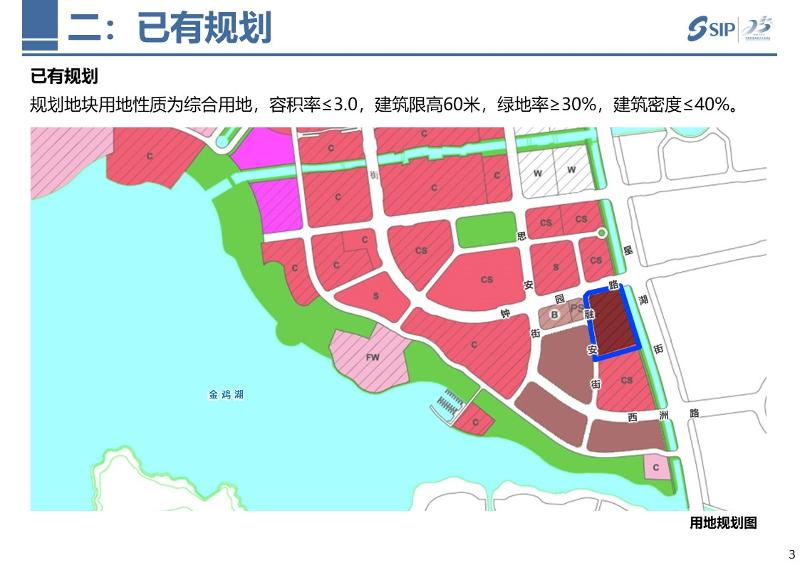 二：已有规划
SIP
已有规划
规划地块用地性质为综合用地，容积率≤3.0，建筑限高60米，绿地率≥30%，建筑密度≤40%。
C
C
C
街
C
C
C
W
W
思
CS
CS
C
C
C
CS
CS
S
CS
星
S
安
园
路
湖
钟
B
PS
融
街
C
安
街
FW
CS
街
金鸡湖
C
西
洲
路
C
用地规划图
3